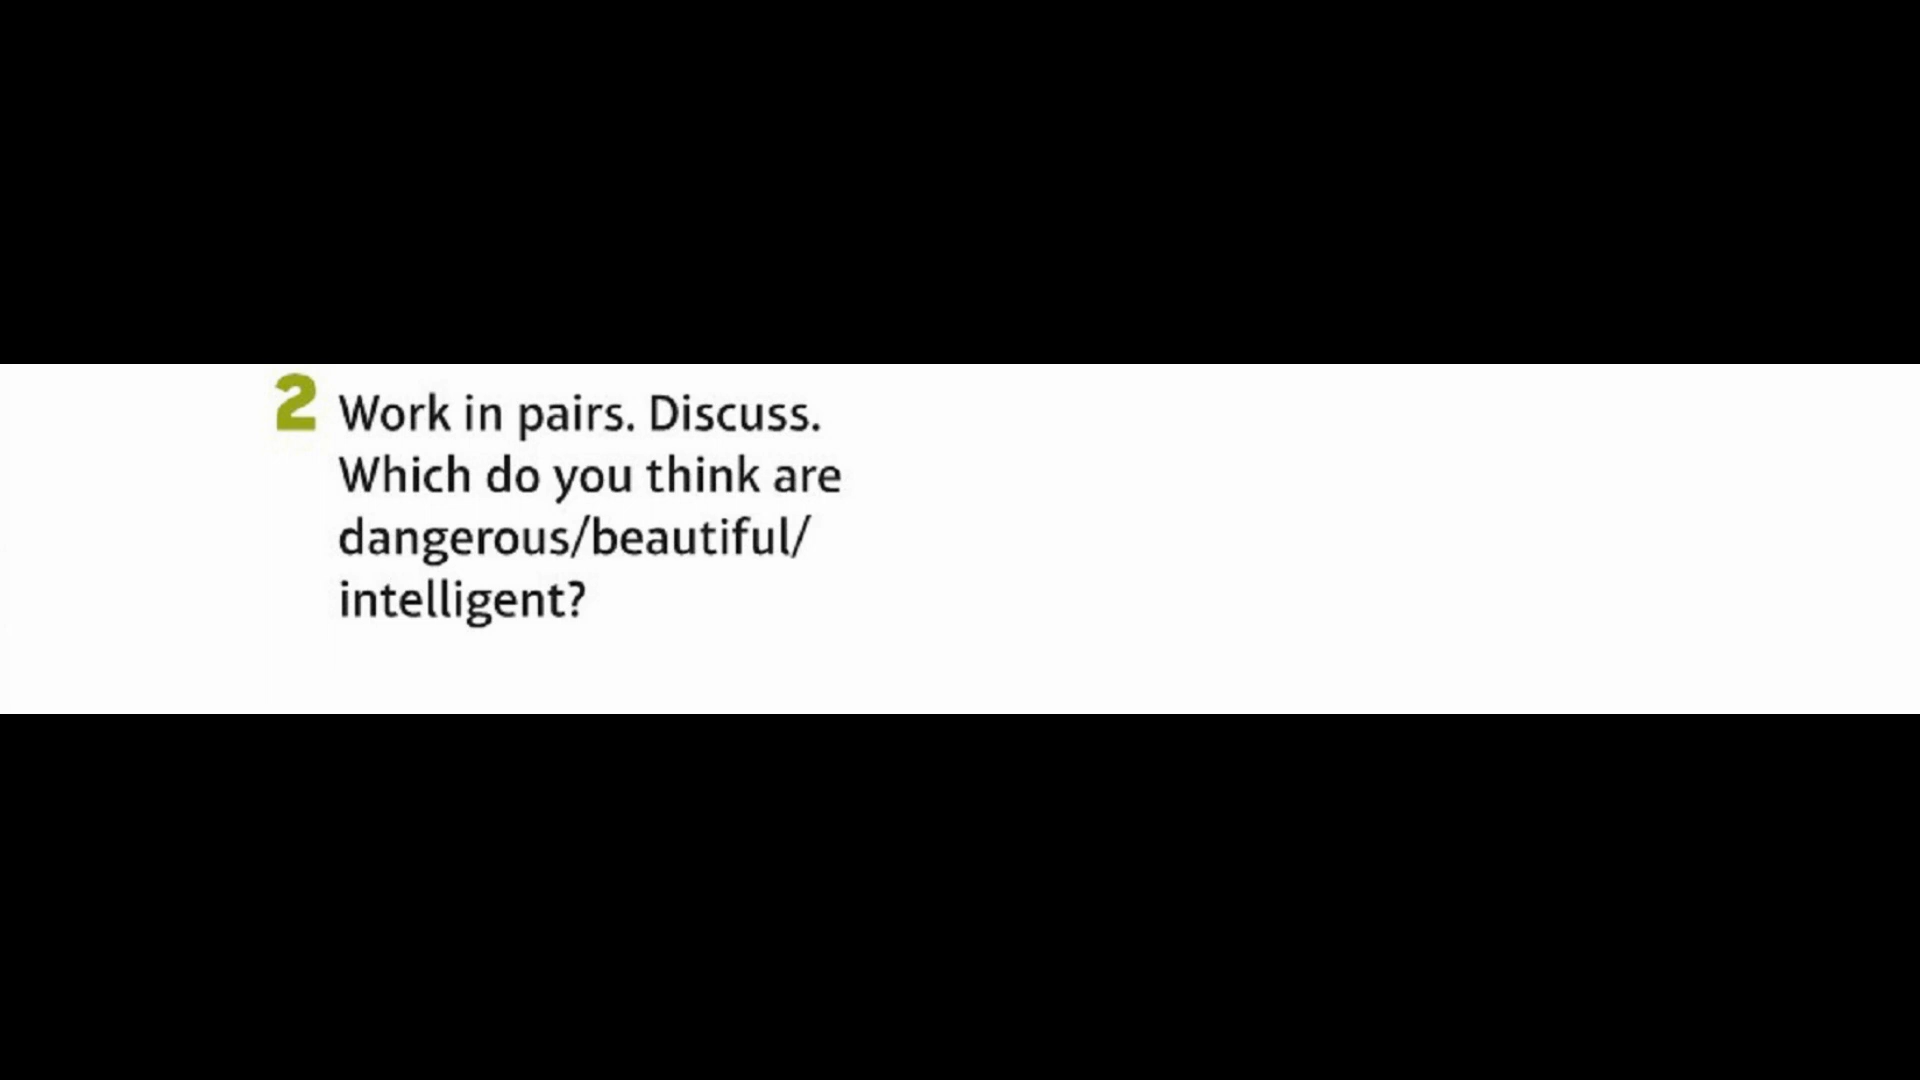 2 Work in pairs. Discuss.
Which do you think are
dangerous/beautiful/
intelligent?